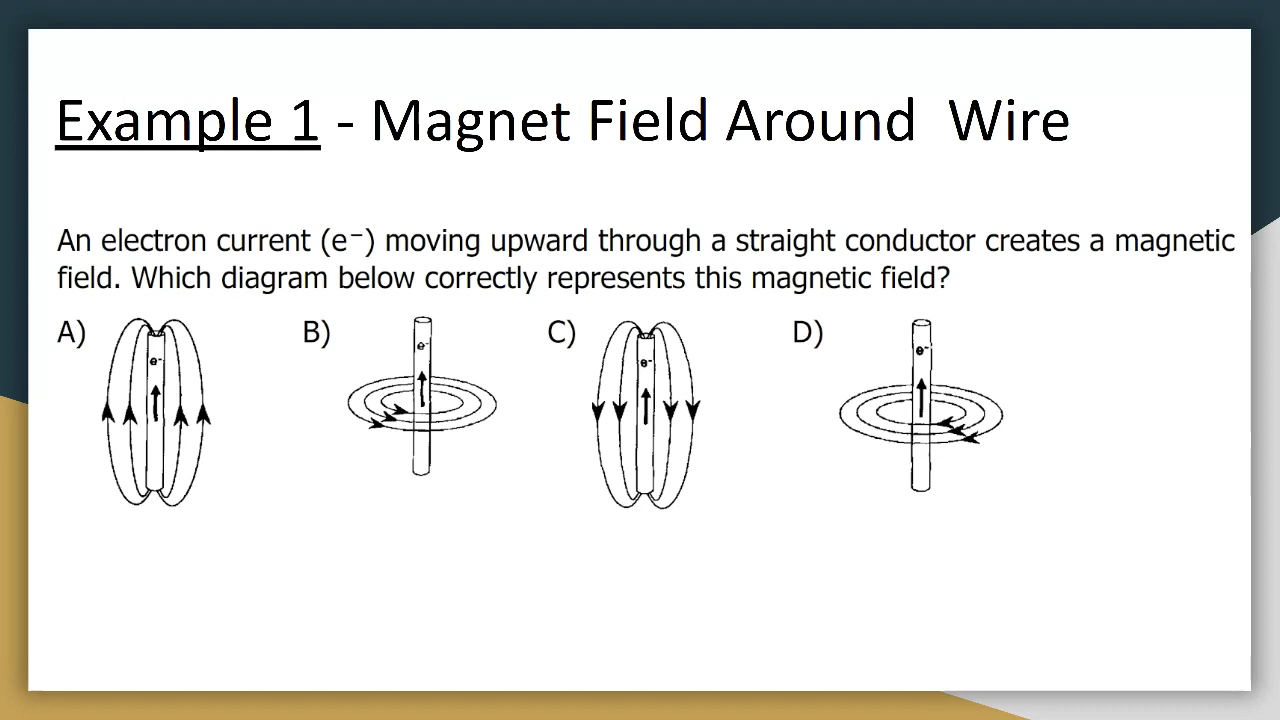 Example 1 - Magnet Field Around Wire
An electron current (e⁻) moving upward through a straight conductor creates a magnetic
field. Which diagram below correctly represents this magnetic field?
A) B) C) D)
e⁻ e⁻ e⁻ e⁻